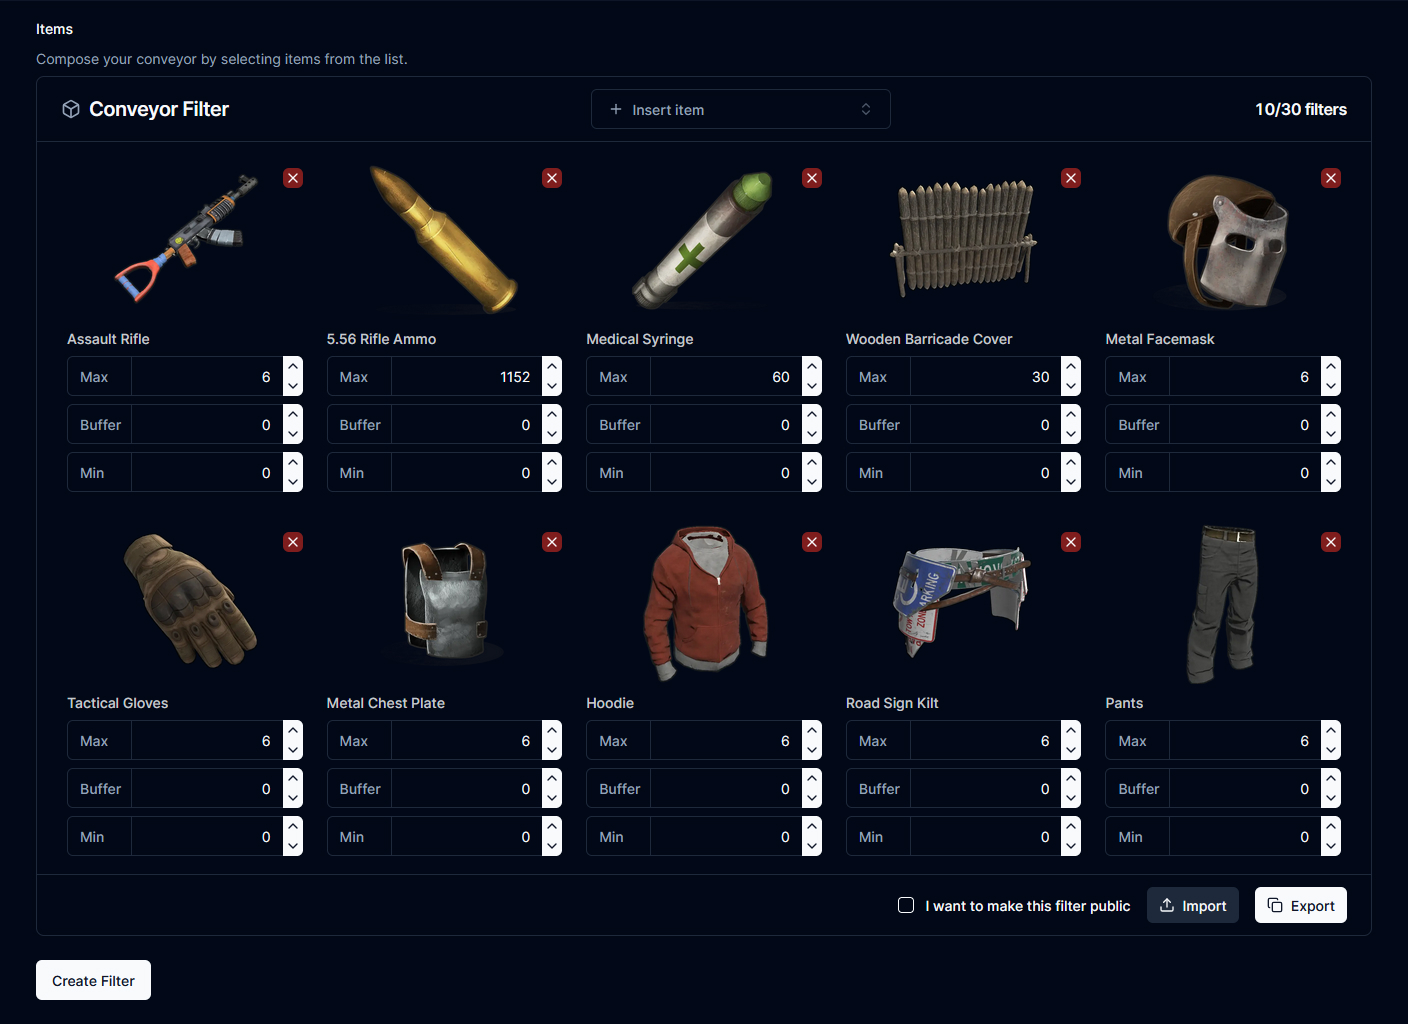 Items
Compose your conveyor by selecting items from the list.
Conveyor Filter
Insert item
10/30 filters
Assault Rifle
5.56 Rifle Ammo
Medical Syringe
Wooden Barricade Cover
Metal Facemask
Max 6
Max 1152
Max 60
Max 30
Max 6
Buffer 0
Buffer 0
Buffer 0
Buffer 0
Buffer 0
Min 0
Min 0
Min 0
Min 0
Min 0
PARKING
ZONE
Tactical Gloves
Metal Chest Plate
Hoodie
Road Sign Kilt
Pants
Max 6
Max 6
Max 6
Max 6
Max 6
Buffer 0
Buffer 0
Buffer 0
Buffer 0
Buffer 0
Min 0
Min 0
Min 0
Min 0
Min 0
I want to make this filter public
Import
Export
Create Filter